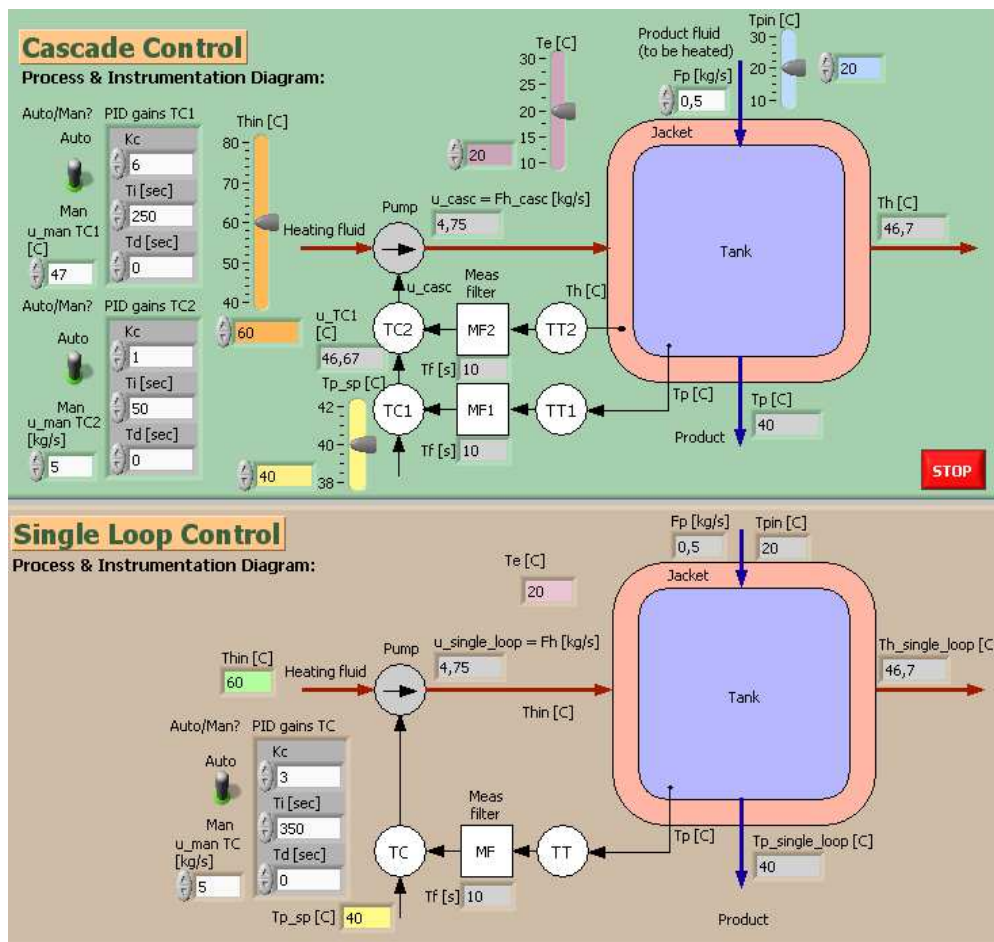 Cascade Control
Process & Instrumentation Diagram:
Auto/Man?
PID gains TC1
Auto
Kc
6
Ti [sec]
250
Td [sec]
0
Man
u_man TC1
[C]
47
Auto/Man?
PID gains TC2
Auto
Kc
1
Ti [sec]
50
Td [sec]
0
Man
u_man TC2
[kg/s]
5
Thin [C]
80
70
60
50
40
60
Te [C]
30
25
20
15
10
20
Product fluid
(to be heated)
Fp [kg/s]
0,5
Tpin [C]
30
20
10
20
Jacket
Tank
Heating fluid
Pump
u_casc = Fh_casc [kg/s]
4,75
Th [C]
46,7
u_casc
Meas
filter
Th [C]
u_TC1
[C]
46,67
TC2
MF2
TT2
Tf [s]
10
Tp_sp [C]
42
40
38
40
TC1
MF1
TT1
Tf [s]
10
Tp [C]
Tp [C]
40
Product
STOP
Single Loop Control
Process & Instrumentation Diagram:
Fp [kg/s]
0,5
Tpin [C]
20
Te [C]
20
Jacket
Tank
Thin [C]
60
Heating fluid
Pump
u_single_loop = Fh [kg/s]
4,75
Thin [C]
Th_single_loop [C
46,7
Auto/Man?
PID gains TC
Auto
Kc
3
Ti [sec]
350
Td [sec]
0
Man
u_man TC
[kg/s]
5
Meas
filter
TC
MF
TT
Tf [s]
10
Tp_sp [C]
40
Tp [C]
Tp_single_loop [C]
40
Product